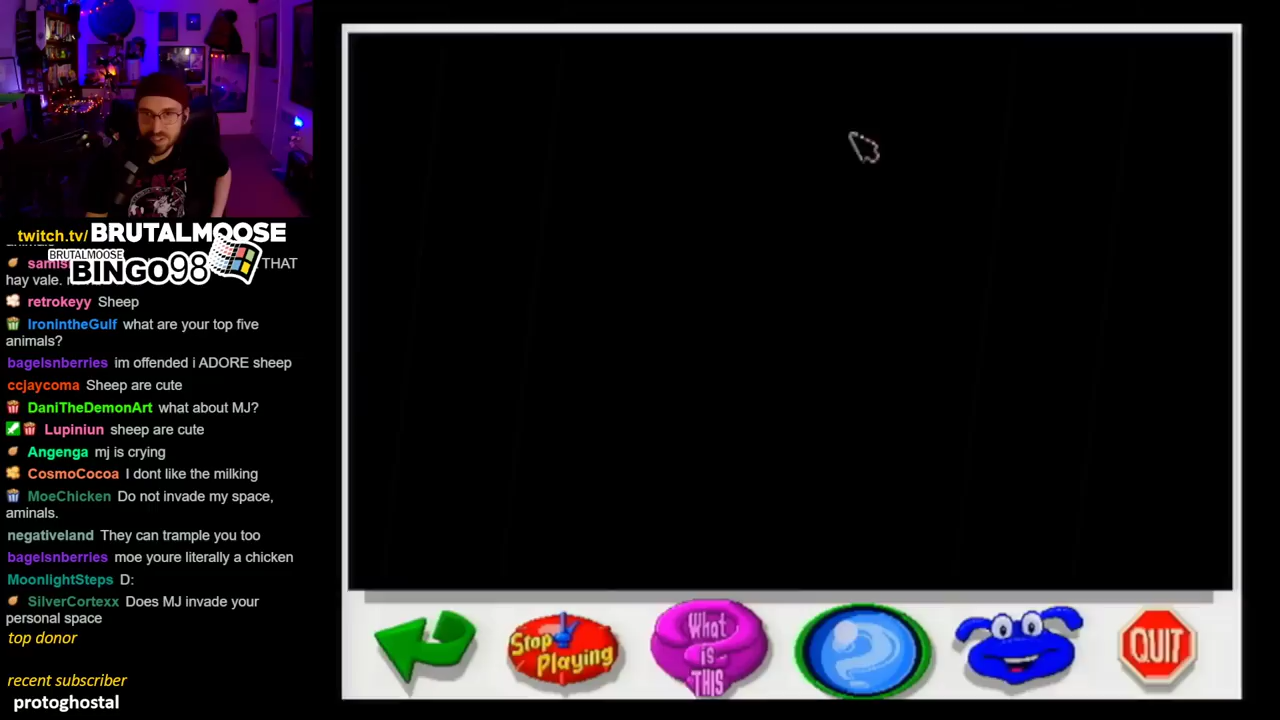 twitch.tv/BRUTALMOOSE
BRUTALMOOSE
BINGO98
THAT
hay vale.
retrokeyy Sheep
IronintheGulf what are your top five
animals?
bagelsnberries im offended i ADORE sheep
ccjaycoma Sheep are cute
DaniTheDemonArt what about MJ?
Lupiniun sheep are cute
Angenga mj is crying
CosmoCocoa I dont like the milking
MoeChicken Do not invade my space,
aminals.
negativeland They can trample you too
bagelsnberries moe youre literally a chicken
MoonlightSteps D:
SilverCortexx Does MJ invade your
personal space
top donor
recent subscriber
protoghostal
Stop
Playing
What
is
THIS
?
QUIT